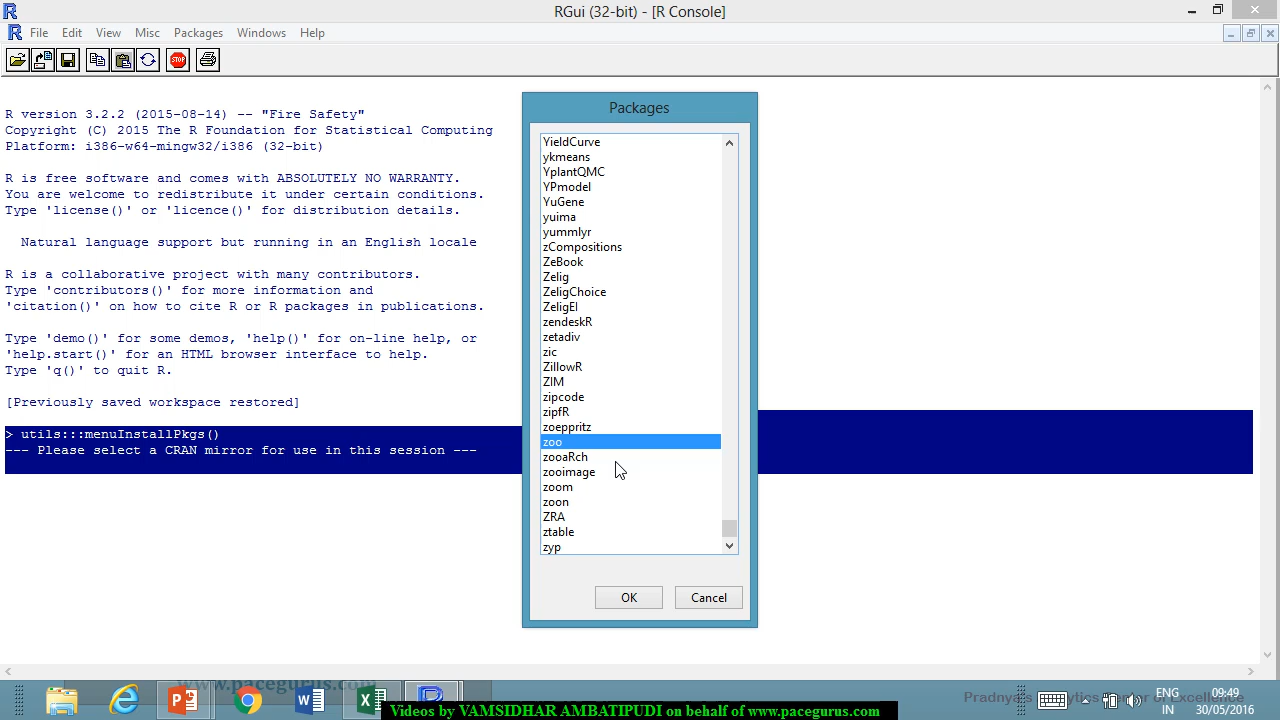 RGui (32-bit) - [R Console]
File Edit View Misc Packages Windows Help
STOP
R version 3.2.2 (2015-08-14) -- "Fire Safety"
Copyright (C) 2015 The R Foundation for Statistical Computing
Platform: i386-w64-mingw32/i386 (32-bit)
R is free software and comes with ABSOLUTELY NO WARRANTY.
You are welcome to redistribute it under certain conditions.
Type 'license()' or 'licence()' for distribution details.
Natural language support but running in an English locale
R is a collaborative project with many contributors.
Type 'contributors()' for more information and
'citation()' on how to cite R or R packages in publications.
Type 'demo()' for some demos, 'help()' for on-line help, or
'help.start()' for an HTML browser interface to help.
Type 'q()' to quit R.
[Previously saved workspace restored]
> utils:::menuInstallPkgs()
--- Please select a CRAN mirror for use in this session ---
Packages
YieldCurve
ykmeans
YplantQMC
YPmodel
YuGene
yuima
yummlyr
zCompositions
ZeBook
Zelig
ZeligChoice
ZeligEI
zendeskR
zetadiv
zic
ZillowR
ZIM
zipcode
zipfR
zoeppritz
zoo
zooaRch
zooimage
zoom
zoon
ZRA
ztable
zyp
OK Cancel
www.pacegurus.com
ENG
IN
09:49
30/05/2016
Videos by VAMSIDHAR AMBATIPUDI on behalf of www.pacegurus.com